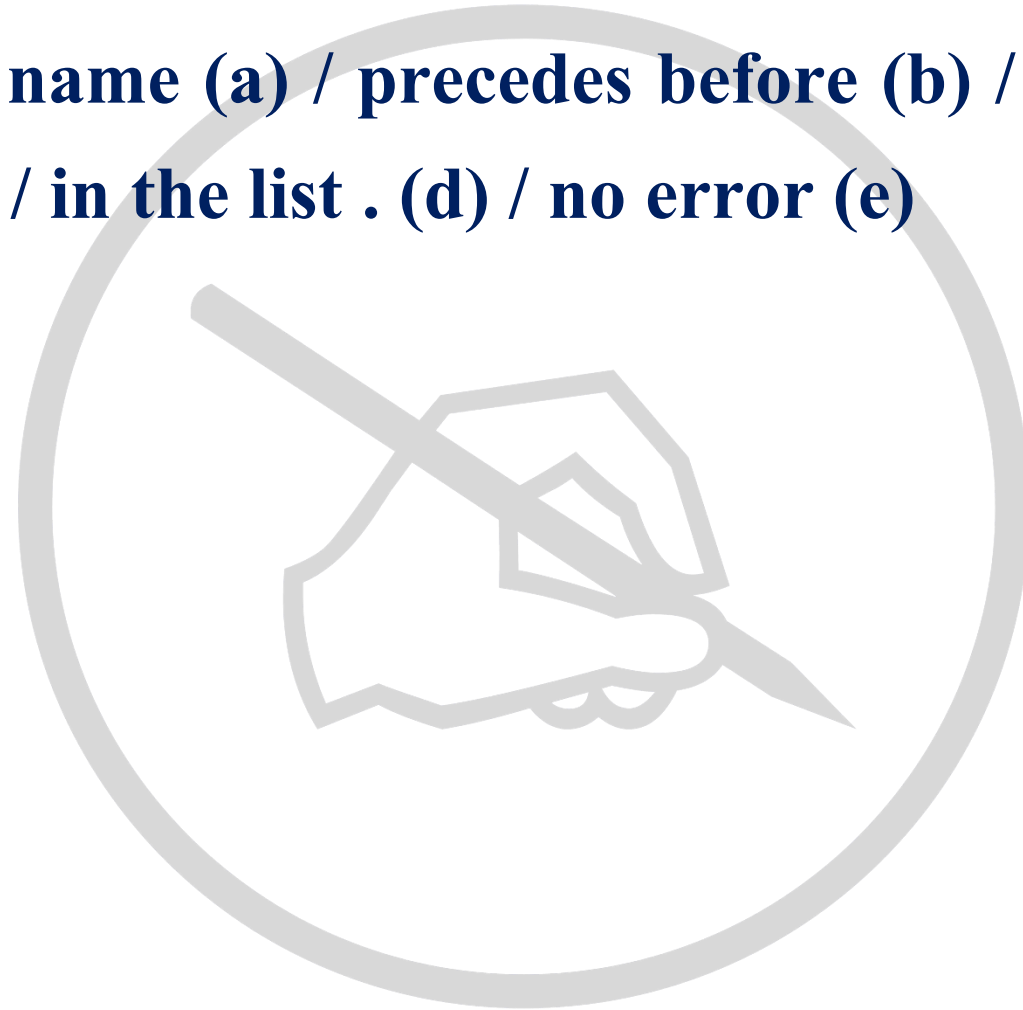 name (a) / precedes before (b) /
/ in the list . (d) / no error (e)